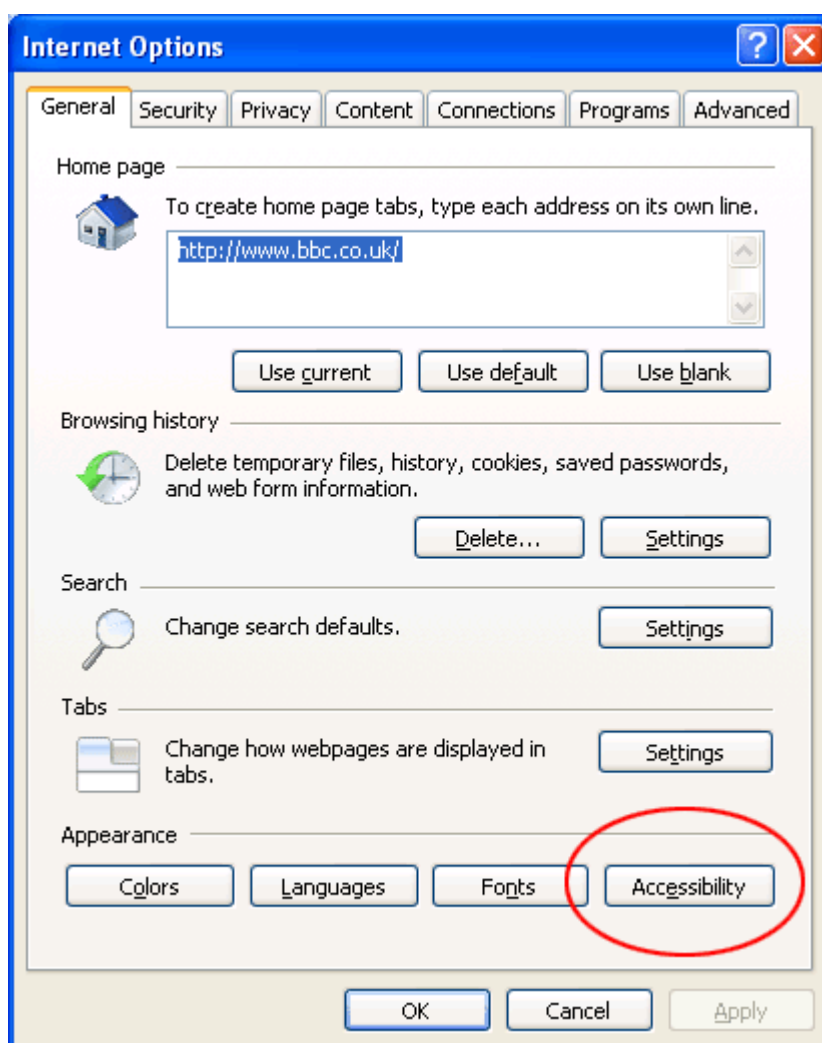 Internet Options
General Security Privacy Content Connections Programs Advanced
Home page
To create home page tabs, type each address on its own line.
http://www.bbc.co.uk/
Use current Use default Use blank
Browsing history
Delete temporary files, history, cookies, saved passwords,
and web form information.
Delete... Settings
Search
Change search defaults. Settings
Tabs
Change how webpages are displayed in
tabs.
Settings
Appearance
Colors Languages Fonts Accessibility
OK Cancel Apply